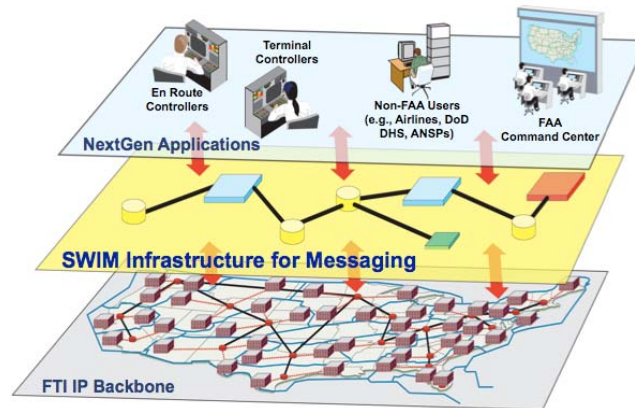 Terminal
Controllers
En Route
Controllers
Non-FAA Users
(e.g., Airlines, DoD
DHS, ANSPs)
FAA
Command Center
NextGen Applications
SWIM Infrastructure for Messaging
FTI IP Backbone